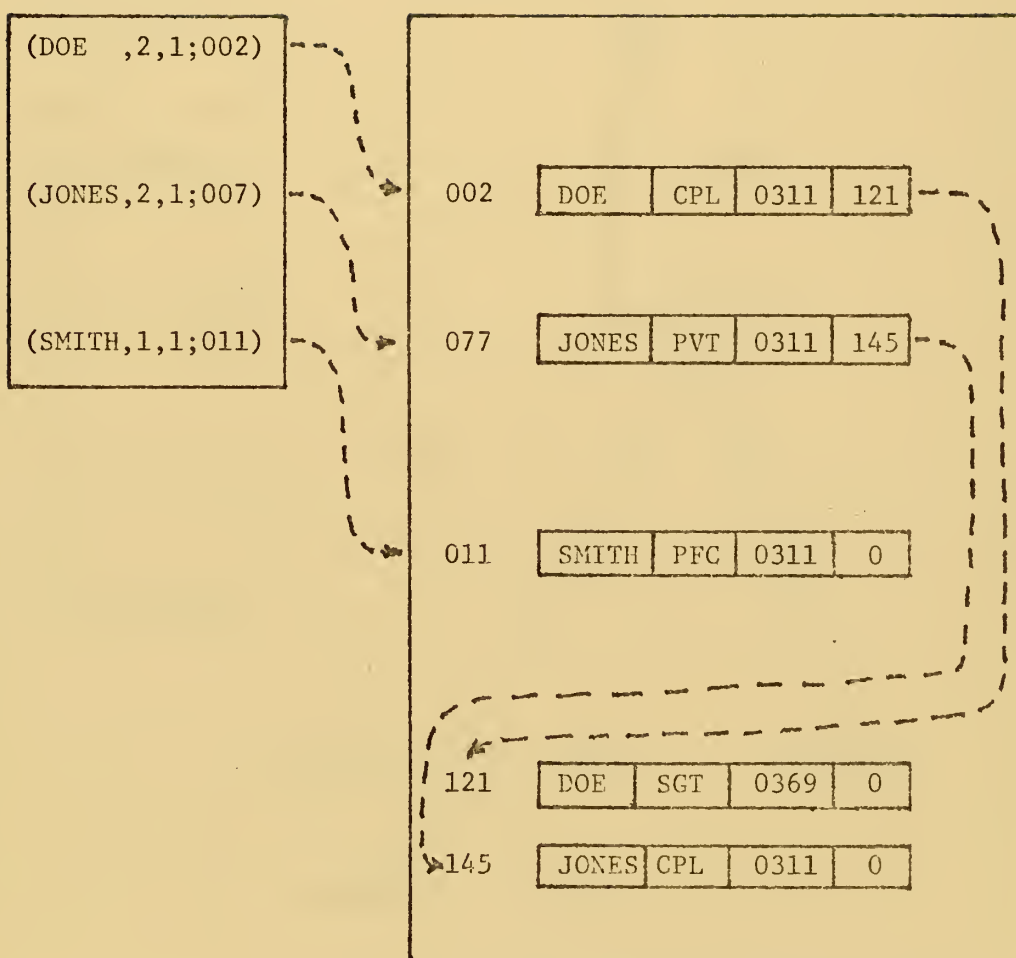 (DOE ,2,1;002)
(JONES,2,1;007)
(SMITH,1,1;011)
002 DOE CPL 0311 121
077 JONES PVT 0311 145
011 SMITH PFC 0311 0
121 DOE SGT 0369 0
145 JONES CPL 0311 0